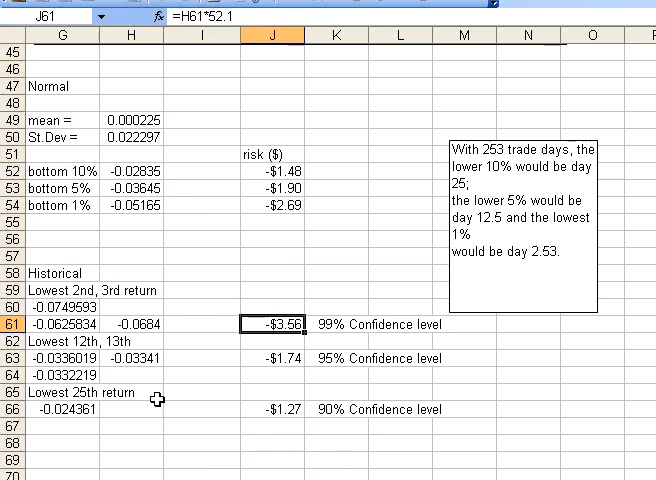 J61 fx =H61*52.1
G H I J K L M N O
45
46
47 Normal
48
49 mean = 0.000225
50 St.Dev = 0.022297
51 risk ($)
52 bottom 10% -0.02835 -$1.48
53 bottom 5% -0.03645 -$1.90
54 bottom 1% -0.05165 -$2.69
With 253 trade days, the
lower 10% would be day
25;
the lower 5% would be
day 12.5 and the lowest
1%
would be day 2.53.
55
56
57
58 Historical
59 Lowest 2nd, 3rd return
60 -0.0749593
61 -0.0625834 -0.0684 -$3.56 99% Confidence level
62 Lowest 12th, 13th
63 -0.0336019 -0.03341 -$1.74 95% Confidence level
64 -0.0332219
65 Lowest 25th return
66 -0.024361 -$1.27 90% Confidence level
67
68
69
70